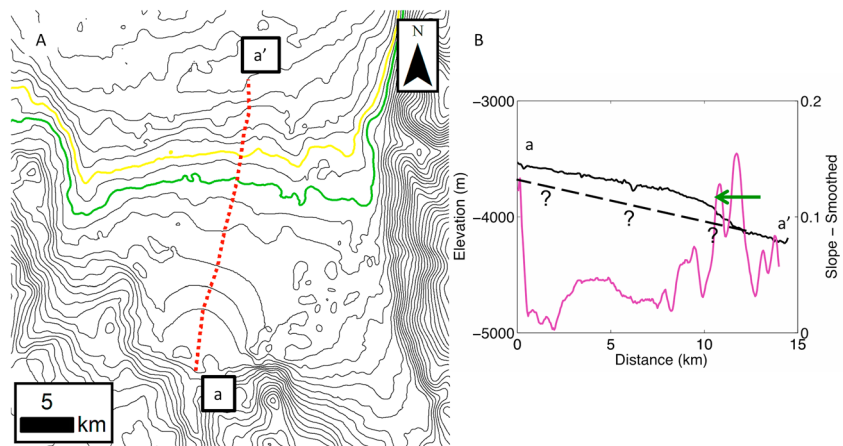 A
a’
N
a
5
km
B
−3000
−4000
−5000
Elevation (m)
a
?
?
?
a’
0.2
0.1
0
Slope − Smoothed
0
5
10
15
Distance (km)